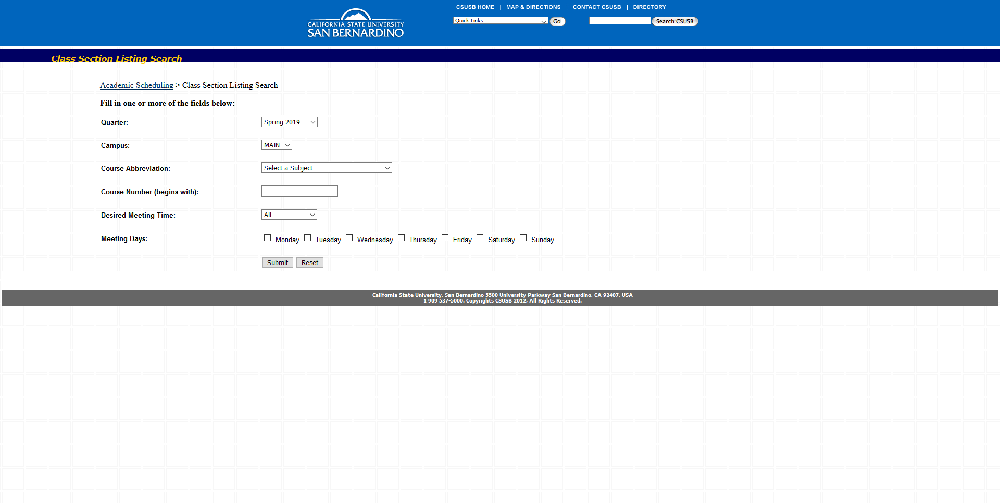 CSUSB HOME | MAP & DIRECTIONS | CONTACT CSUSB | DIRECTORY
CALIFORNIA STATE UNIVERSITY
SAN BERNARDINO
Quick Links Go Search CSUSB
Class Section Listing Search
Academic Scheduling > Class Section Listing Search
Fill in one or more of the fields below:
Quarter: Spring 2019
Campus: MAIN
Course Abbreviation: Select a Subject
Course Number (begins with):
Desired Meeting Time: All
Meeting Days: Monday Tuesday Wednesday Thursday Friday Saturday Sunday
Submit Reset
California State University, San Bernardino 5500 University Parkway San Bernardino, CA 92407, USA
1 909 537-5000. Copyrights CSUSB 2012, All Rights Reserved.